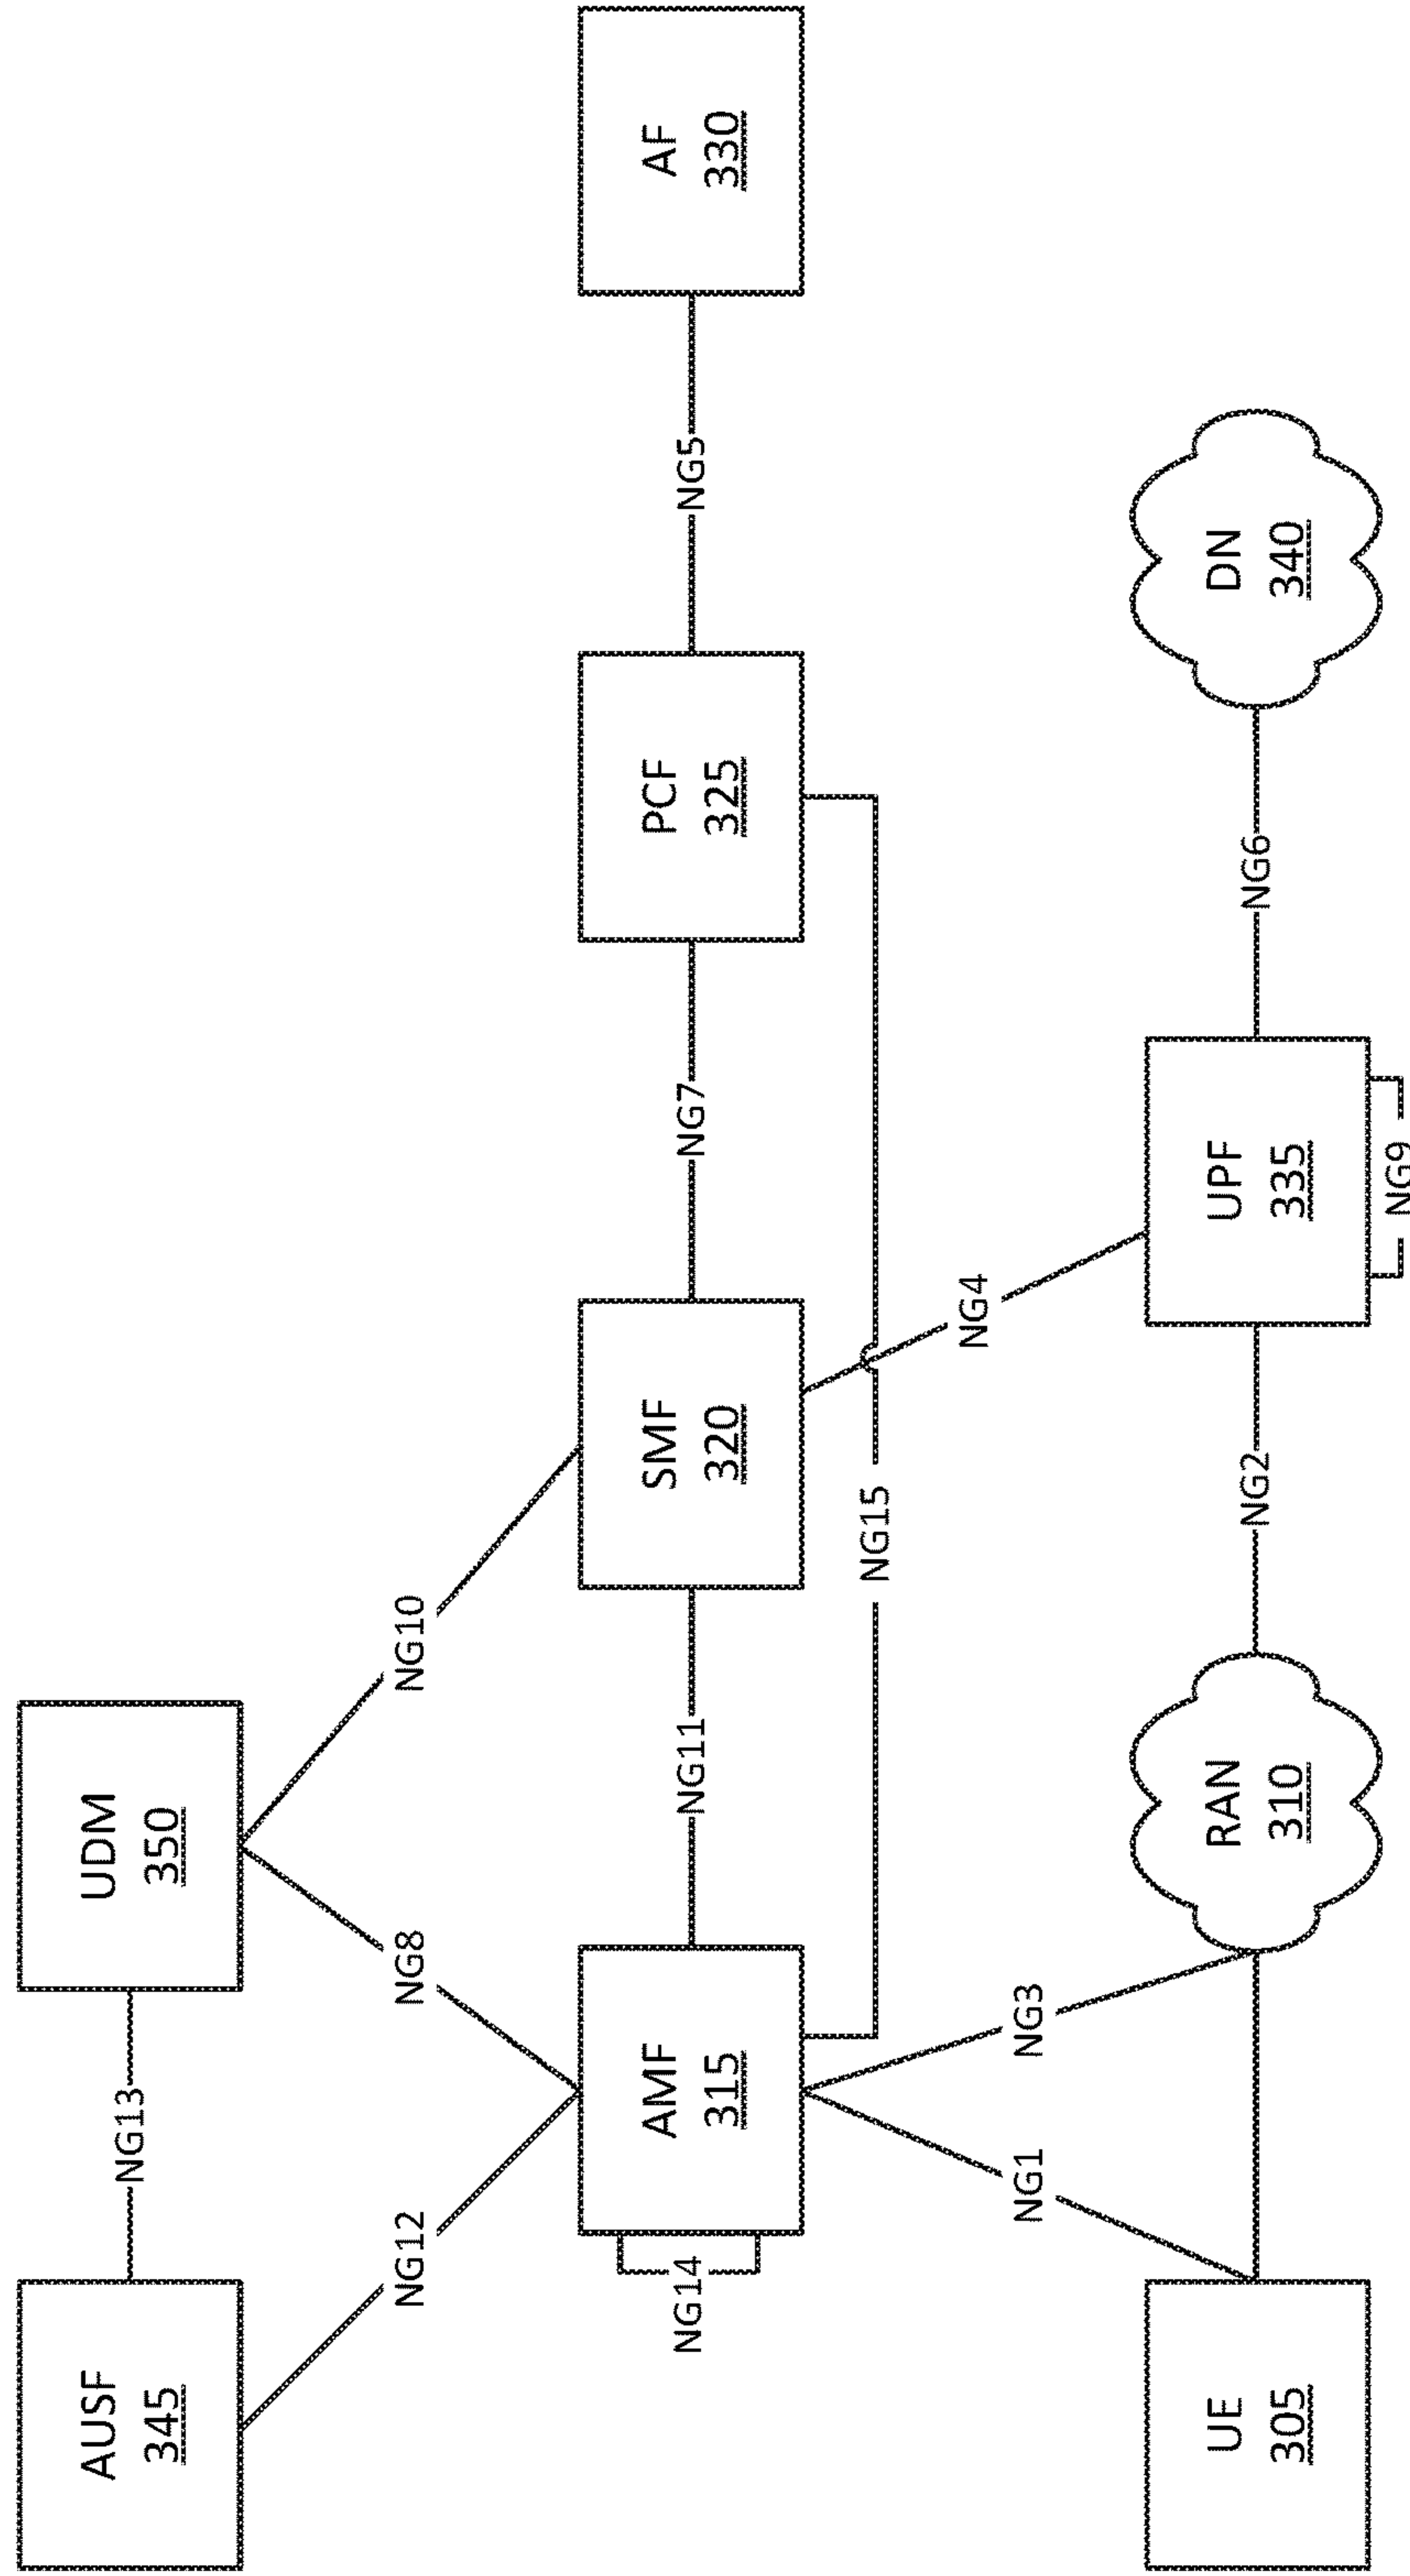 AUSF
345
NG13
UDM
350
NG12
NG8
NG10
NG14
AMF
315
NG11
SMF
320
NG7
PCF
325
NG5
AF
330
NG15
NG1
NG3
NG4
UE
305
RAN
310
NG2
UPF
335
NG6
DN
340
NG9